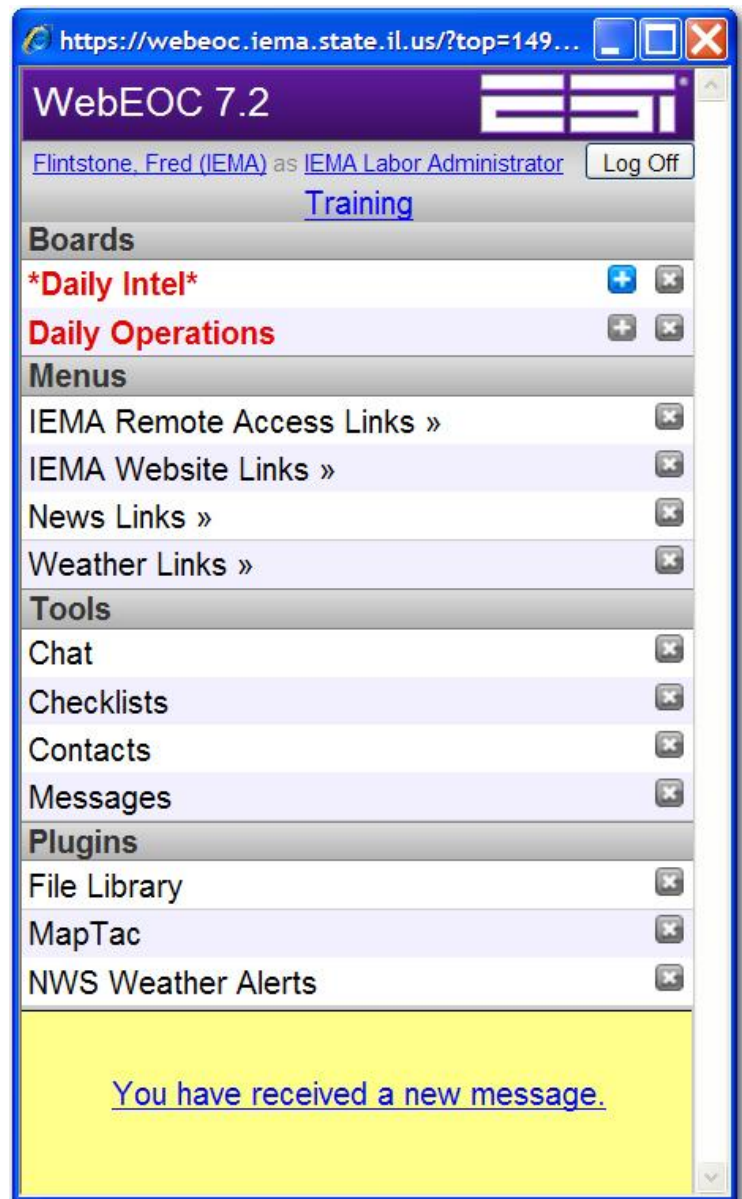 https://webeoc.iema.state.il.us/?top=149...
WebEOC 7.2
ESi®
Flintstone, Fred (IEMA) as IEMA Labor Administrator Log Off
Training
Boards
*Daily Intel*
Daily Operations
Menus
IEMA Remote Access Links »
IEMA Website Links »
News Links »
Weather Links »
Tools
Chat
Checklists
Contacts
Messages
Plugins
File Library
MapTac
NWS Weather Alerts
You have received a new message.